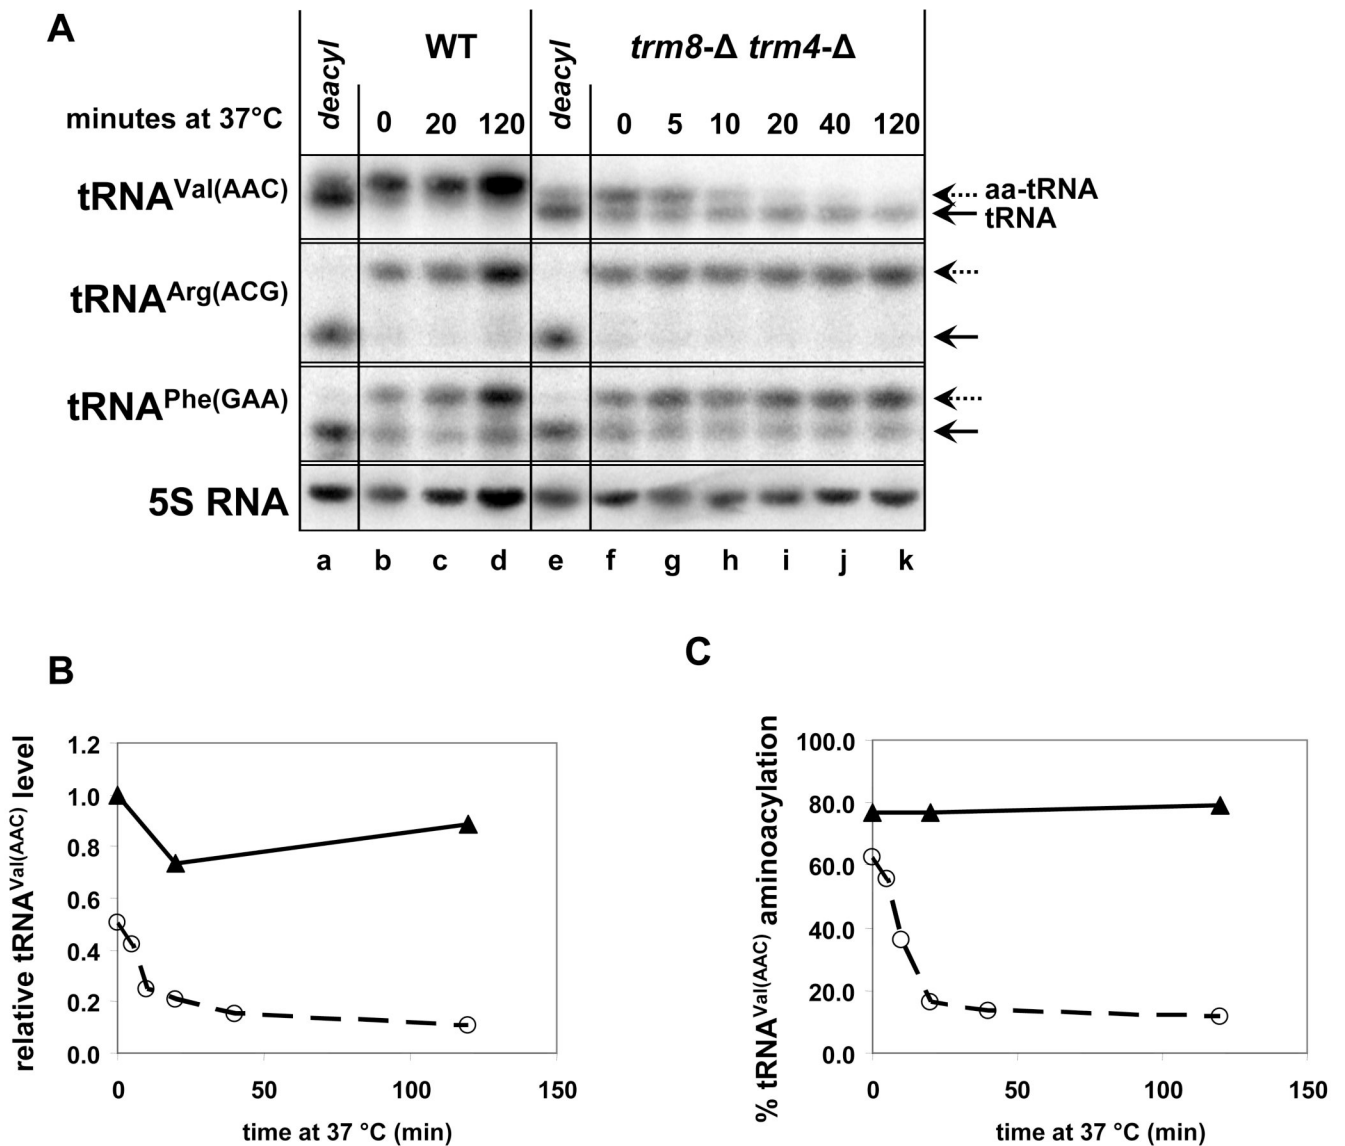 A
deacyl WT deacyl trm8-Δ trm4-Δ
minutes at 37°C 0 20 120 0 5 10 20 40 120
tRNAVal(AAC) aa-tRNA
tRNA
tRNAArg(ACG)
tRNAPhe(GAA)
5S RNA
a b c d e f g h i j k
B
relative tRNAVal(AAC) level
1.2
1.0
0.8
0.6
0.4
0.2
0.0
0 50 100 150
time at 37 °C (min)
C
% tRNAVal(AAC) aminoacylation
100.0
80.0
60.0
40.0
20.0
0.0
0 50 100 150
time at 37 °C (min)